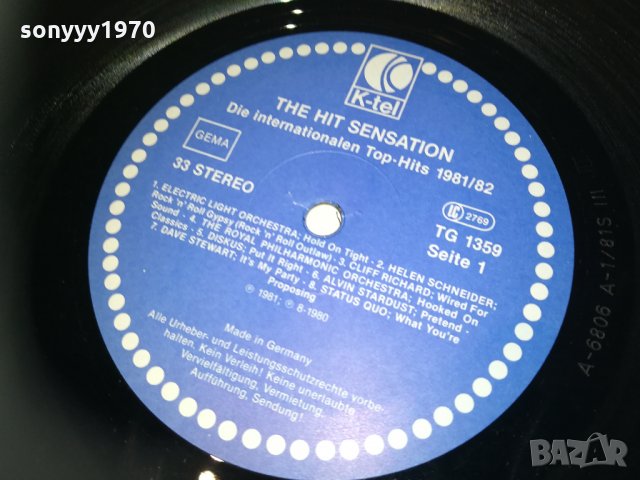 sonyyy1970
K-tel
THE HIT SENSATION
Die internationalen Top-Hits 1981/82
GEMA
33 STEREO
LC 2769
TG 1359
Seite 1
1. ELECTRIC LIGHT ORCHESTRA; Hold On Tight · 2. HELEN SCHNEIDER;
Rock 'n' Roll Gypsy (Rock 'n' Roll Outlaw) · 3. CLIFF RICHARD; Wired For
Sound · 4. THE ROYAL PHILHARMONIC ORCHESTRA; Hooked On
Classics · 5. DISKUS; Put It Right · 6. ALVIN STARDUST; Pretend ·
7. DAVE STEWART; It's My Party · 8. STATUS QUO; What You're
Proposing
℗ 1981; ℗ 8-1980
Made in Germany
Alle Urheber- und Leistungsschutzrechte vorbe-
halten. Kein Verleih! Keine unerlaubte
Vervielfältigung, Vermietung,
Aufführung, Sendung!
A-6806 A-1/81S
BAZAR